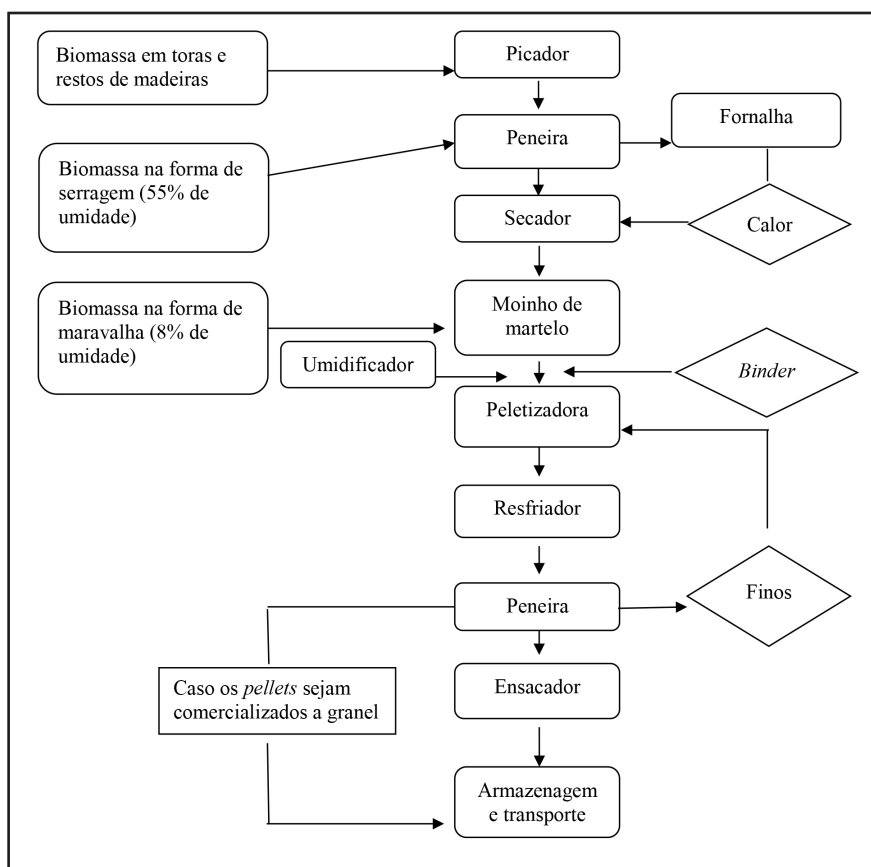 Biomassa em toras e
restos de madeiras
Picador
Fornalha
Peneira
Biomassa na forma de
serragem (55% de
umidade)
Secador
Calor
Biomassa na forma de
maravalha (8% de
umidade)
Moinho de
martelo
Umidificador
Binder
Peletizadora
Resfriador
Peneira
Finos
Caso os pellets sejam
comercializados a granel
Ensacador
Armazenagem
e transporte